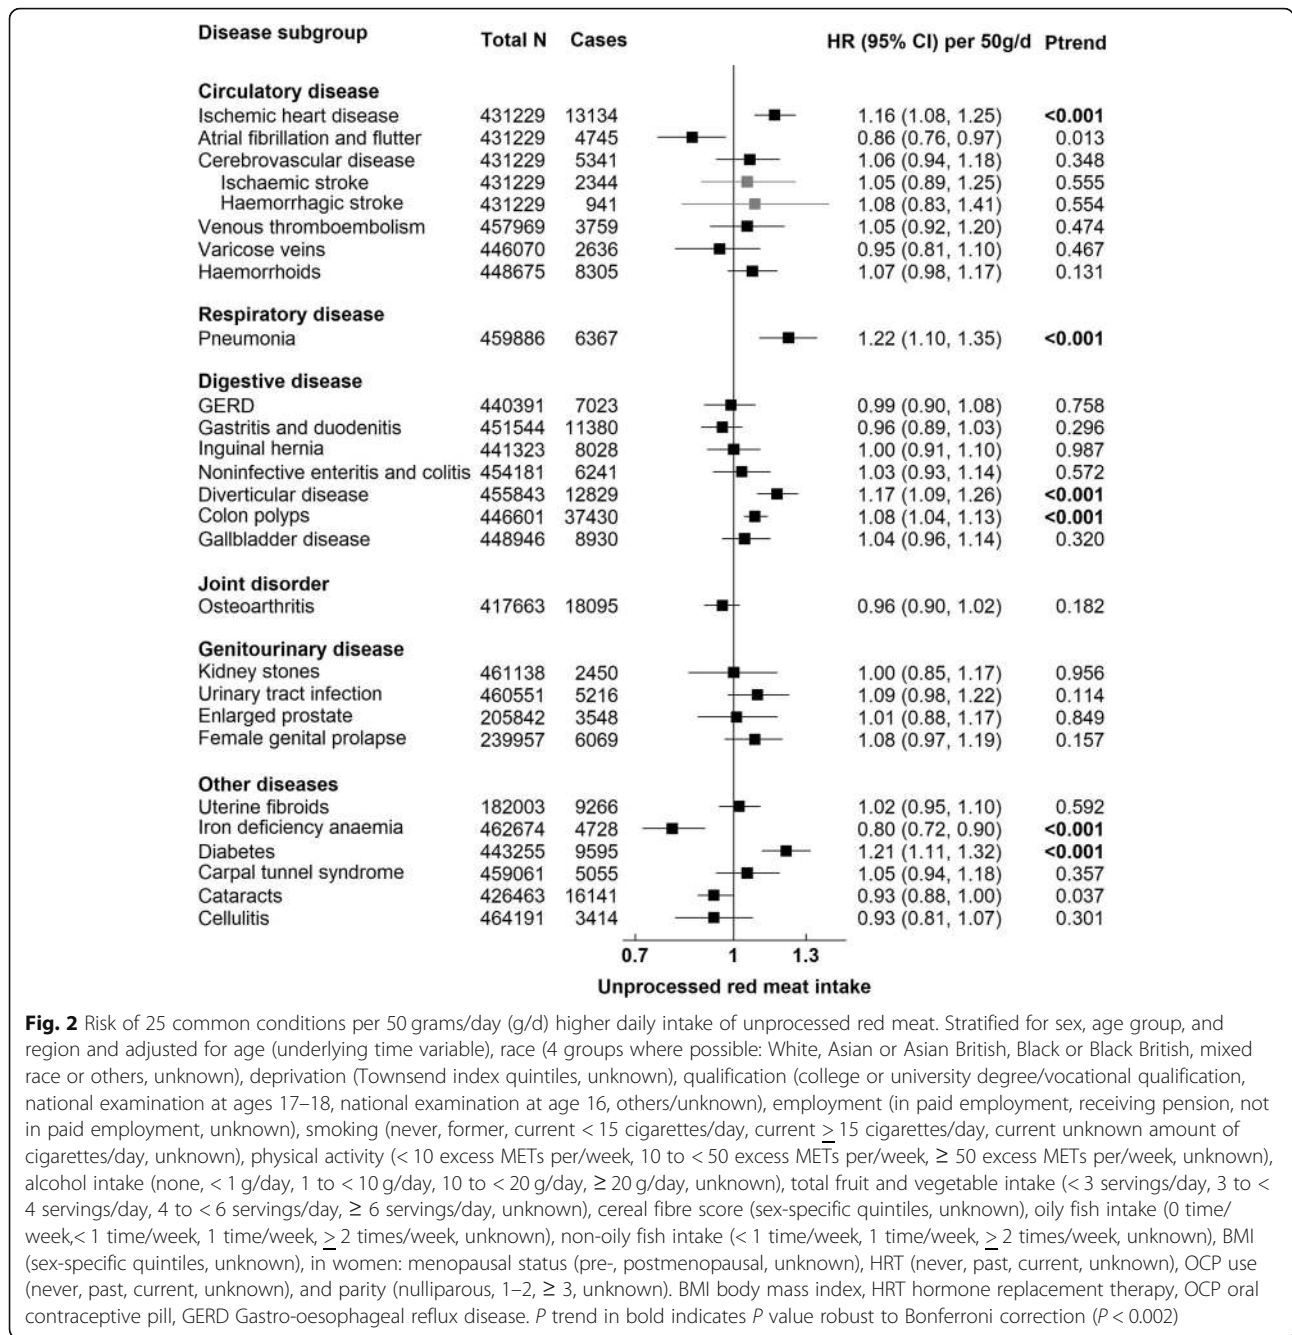 Disease subgroup Total N Cases HR (95% CI) per 50g/d Ptrend
Circulatory disease
Ischemic heart disease 431229 13134 1.16 (1.08, 1.25) <0.001
Atrial fibrillation and flutter 431229 4745 0.86 (0.76, 0.97) 0.013
Cerebrovascular disease 431229 5341 1.06 (0.94, 1.18) 0.348
Ischaemic stroke 431229 2344 1.05 (0.89, 1.25) 0.555
Haemorrhagic stroke 431229 941 1.08 (0.83, 1.41) 0.554
Venous thromboembolism 457969 3759 1.05 (0.92, 1.20) 0.474
Varicose veins 446070 2636 0.95 (0.81, 1.10) 0.467
Haemorrhoids 448675 8305 1.07 (0.98, 1.17) 0.131
Respiratory disease
Pneumonia 459886 6367 1.22 (1.10, 1.35) <0.001
Digestive disease
GERD 440391 7023 0.99 (0.90, 1.08) 0.758
Gastritis and duodenitis 451544 11380 0.96 (0.89, 1.03) 0.296
Inguinal hernia 441323 8028 1.00 (0.91, 1.10) 0.987
Noninfective enteritis and colitis 454181 6241 1.03 (0.93, 1.14) 0.572
Diverticular disease 455843 12829 1.17 (1.09, 1.26) <0.001
Colon polyps 446601 37430 1.08 (1.04, 1.13) <0.001
Gallbladder disease 448946 8930 1.04 (0.96, 1.14) 0.320
Joint disorder
Osteoarthritis 417663 18095 0.96 (0.90, 1.02) 0.182
Genitourinary disease
Kidney stones 461138 2450 1.00 (0.85, 1.17) 0.956
Urinary tract infection 460551 5216 1.09 (0.98, 1.22) 0.114
Enlarged prostate 205842 3548 1.01 (0.88, 1.17) 0.849
Female genital prolapse 239957 6069 1.08 (0.97, 1.19) 0.157
Other diseases
Uterine fibroids 182003 9266 1.02 (0.95, 1.10) 0.592
Iron deficiency anaemia 462674 4728 0.80 (0.72, 0.90) <0.001
Diabetes 443255 9595 1.21 (1.11, 1.32) <0.001
Carpal tunnel syndrome 459061 5055 1.05 (0.94, 1.18) 0.357
Cataracts 426463 16141 0.93 (0.88, 1.00) 0.037
Cellulitis 464191 3414 0.93 (0.81, 1.07) 0.301
0.7 1 1.3
Unprocessed red meat intake
Fig. 2 Risk of 25 common conditions per 50 grams/day (g/d) higher daily intake of unprocessed red meat. Stratified for sex, age group, and
region and adjusted for age (underlying time variable), race (4 groups where possible: White, Asian or Asian British, Black or Black British, mixed
race or others, unknown), deprivation (Townsend index quintiles, unknown), qualification (college or university degree/vocational qualification,
national examination at ages 17–18, national examination at age 16, others/unknown), employment (in paid employment, receiving pension, not
in paid employment, unknown), smoking (never, former, current < 15 cigarettes/day, current ≥ 15 cigarettes/day, current unknown amount of
cigarettes/day, unknown), physical activity (< 10 excess METs per/week, 10 to < 50 excess METs per/week, ≥ 50 excess METs per/week, unknown),
alcohol intake (none, < 1 g/day, 1 to < 10 g/day, 10 to < 20 g/day, ≥ 20 g/day, unknown), total fruit and vegetable intake (< 3 servings/day, 3 to <
4 servings/day, 4 to < 6 servings/day, ≥ 6 servings/day, unknown), cereal fibre score (sex-specific quintiles, unknown), oily fish intake (0 time/
week,< 1 time/week, 1 time/week, ≥ 2 times/week, unknown), non-oily fish intake (< 1 time/week, 1 time/week, ≥ 2 times/week, unknown), BMI
(sex-specific quintiles, unknown), in women: menopausal status (pre-, postmenopausal, unknown), HRT (never, past, current, unknown), OCP use
(never, past, current, unknown), and parity (nulliparous, 1–2, ≥ 3, unknown). BMI body mass index, HRT hormone replacement therapy, OCP oral
contraceptive pill, GERD Gastro-oesophageal reflux disease. P trend in bold indicates P value robust to Bonferroni correction (P < 0.002)